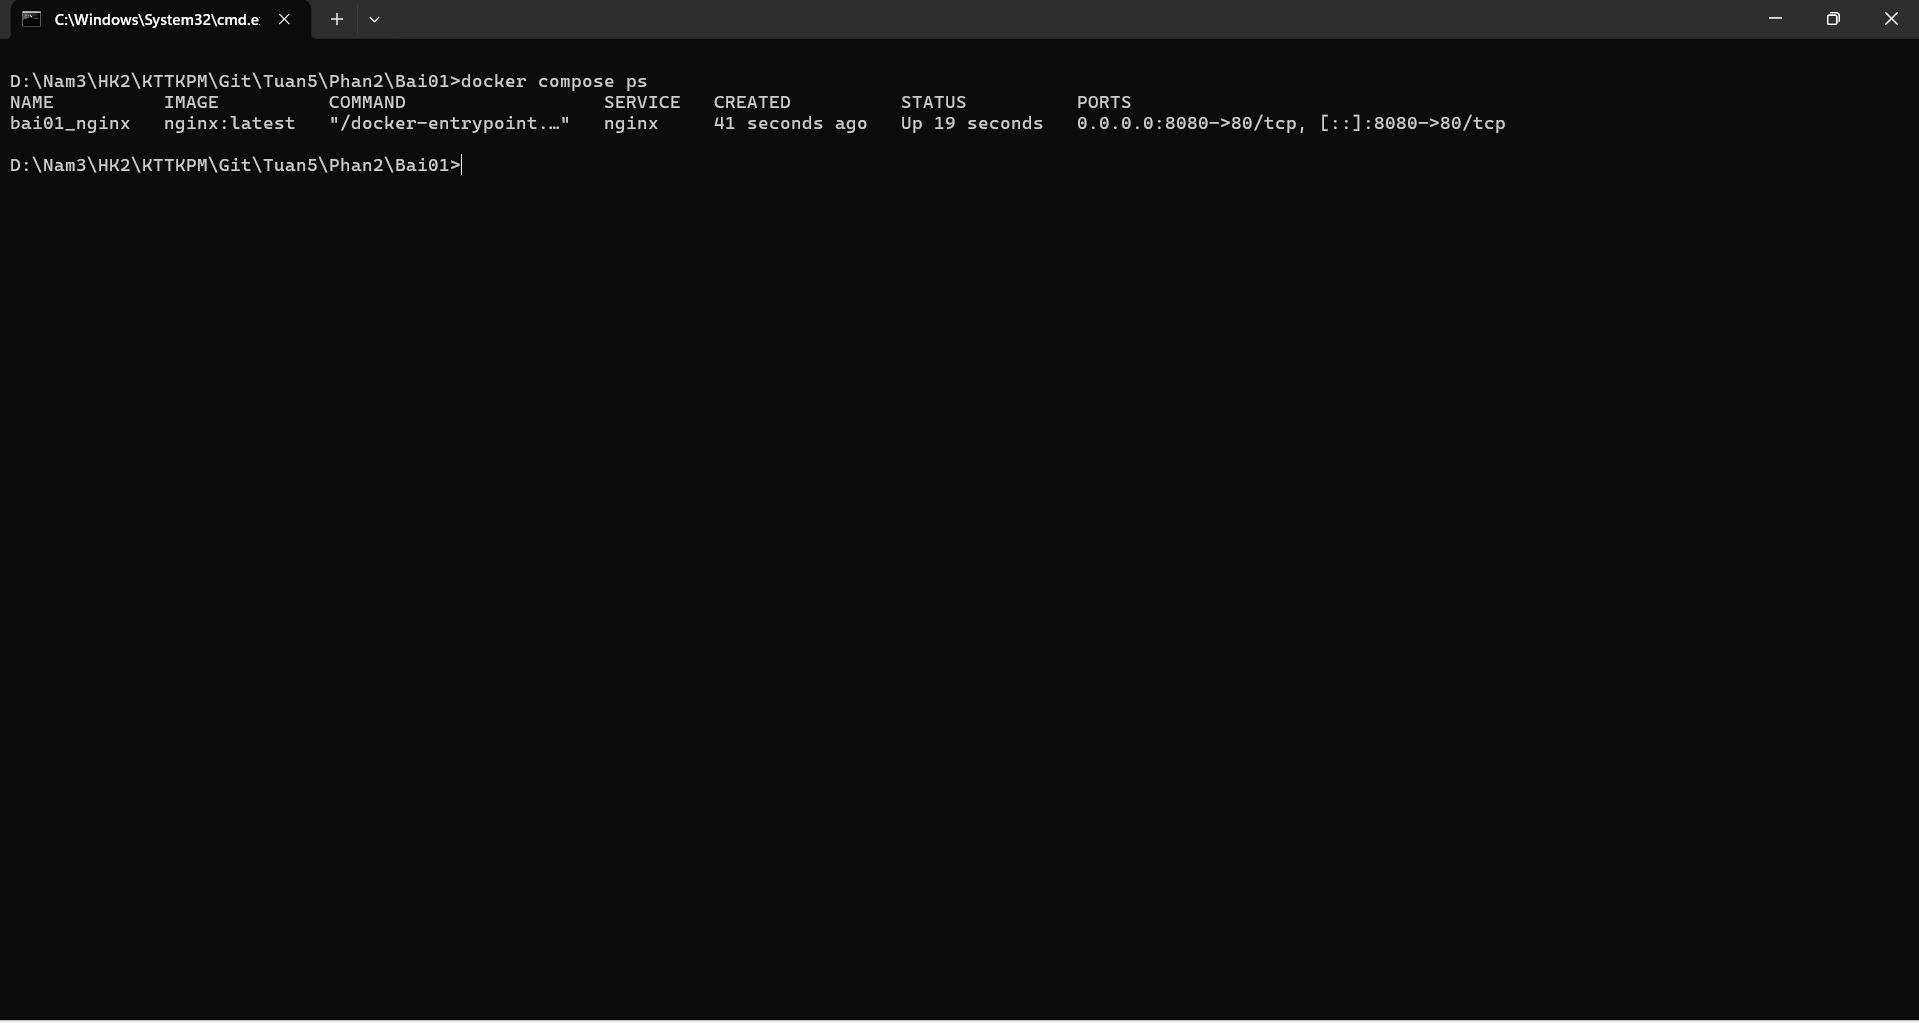 C:\Windows\System32\cmd.e
D:\Nam3\HK2\KTTKPM\Git\Tuan5\Phan2\Bai01>docker compose ps
NAME IMAGE COMMAND SERVICE CREATED STATUS PORTS
bai01_nginx nginx:latest "/docker-entrypoint.…" nginx 41 seconds ago Up 19 seconds 0.0.0.0:8080->80/tcp, [::]:8080->80/tcp
D:\Nam3\HK2\KTTKPM\Git\Tuan5\Phan2\Bai01>